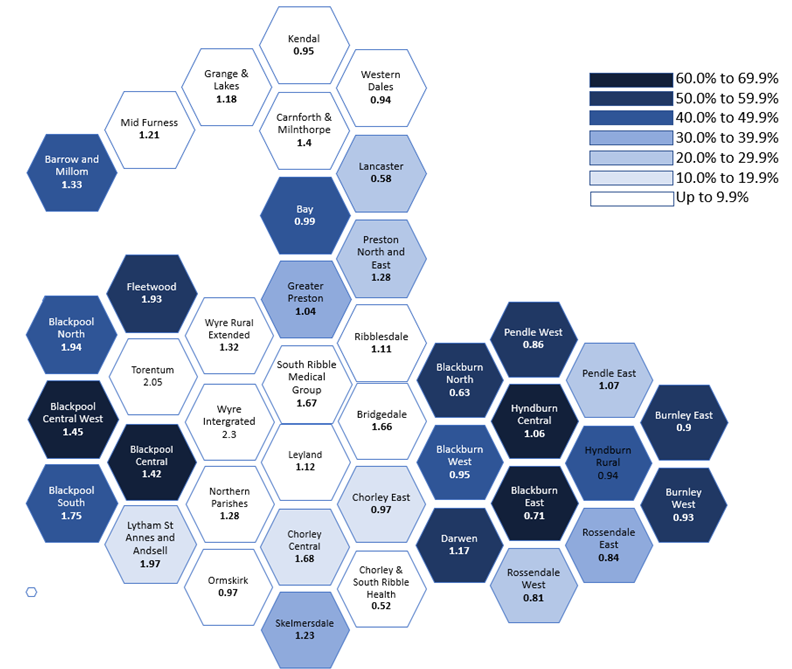 Kendal
0.95
Grange &
Lakes
1.18
Western
Dales
0.94
Mid Furness
1.21
Carnforth &
Milnthorpe
1.4
Barrow and
Millom
1.33
Lancaster
0.58
Bay
0.99
Preston
North and
East
1.28
Fleetwood
1.93
Greater
Preston
1.04
Blackpool
North
1.94
Wyre Rural
Extended
1.32
Ribblesdale
1.11
Pendle West
0.86
Torentum
2.05
South Ribble
Medical
Group
1.67
Blackburn
North
0.63
Pendle East
1.07
Blackpool
Central West
1.45
Wyre
Intergrated
2.3
Bridgedale
1.66
Hyndburn
Central
1.06
Burnley East
0.9
Blackpool
Central
1.42
Leyland
1.12
Blackburn
West
0.95
Hyndburn
Rural
0.94
Blackpool
South
1.75
Northern
Parishes
1.28
Chorley East
0.97
Blackburn
East
0.71
Burnley
West
0.93
Lytham St
Annes and
Andsell
1.97
Chorley
Central
1.68
Darwen
1.17
Rossendale
East
0.84
Ormskirk
0.97
Chorley &
South Ribble
Health
0.52
Rossendale
West
0.81
Skelmersdale
1.23
60.0% to 69.9%
50.0% to 59.9%
40.0% to 49.9%
30.0% to 39.9%
20.0% to 29.9%
10.0% to 19.9%
Up to 9.9%